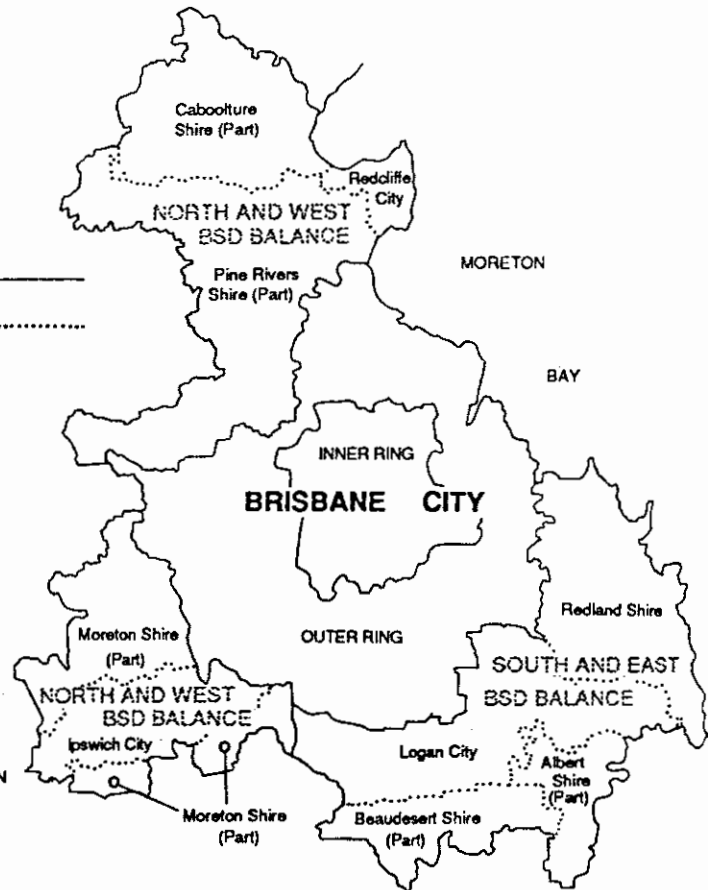 Caboolture
Shire (Part)
Redcliffe
City
NORTH AND WEST
BSD BALANCE
Pine Rivers
Shire (Part)
MORETON
BAY
INNER RING
BRISBANE CITY
OUTER RING
Redland Shire
Moreton Shire
(Part)
SOUTH AND EAST
BSD BALANCE
NORTH AND WEST
BSD BALANCE
Ipswich City
Logan City
Albert
Shire
(Part)
N
Moreton Shire
(Part)
Beaudesert Shire
(Part)